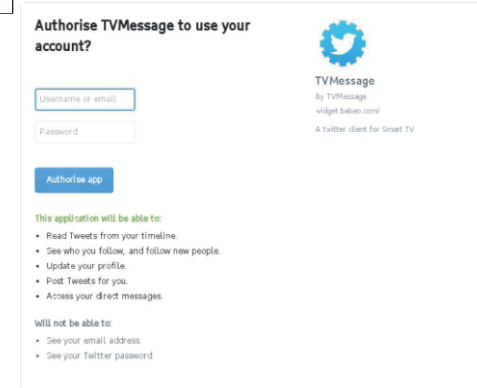 Authorise TVMessage to use your
account?
Username or email
Password
Authorise app
This application will be able to:
• Read Tweets from your timeline.
• See who you follow, and follow new people.
• Update your profile.
• Post Tweets for you.
• Access your direct messages.
Will not be able to:
• See your email address.
• See your Twitter password.
TVMessage
By TVMessage
widget.babao.com/
A twitter client for Smart TV